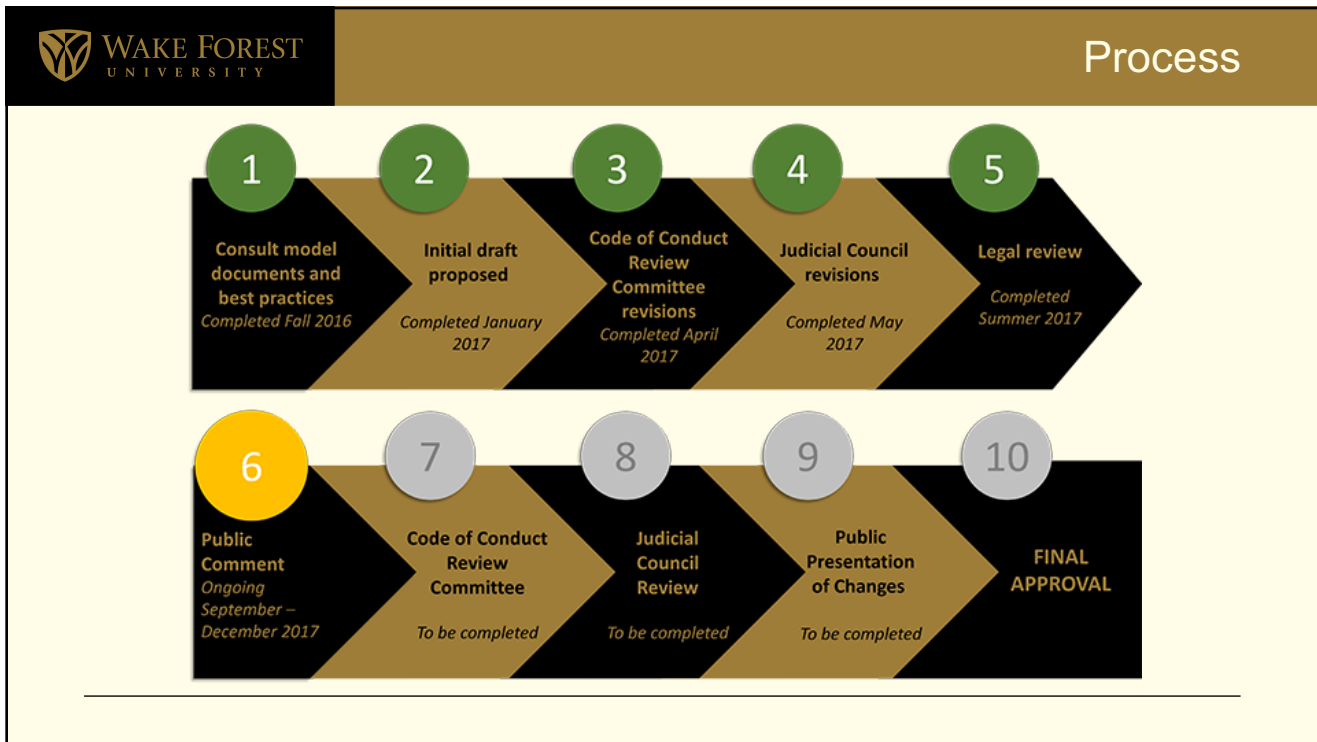 WAKE FOREST
UNIVERSITY
Process
1
Consult model
documents and
best practices
Completed Fall 2016
2
Initial draft
proposed
Completed January
2017
3
Code of Conduct
Review
Committee
revisions
Completed April
2017
4
Judicial Council
revisions
Completed May
2017
5
Legal review
Completed
Summer 2017
6
Public
Comment
Ongoing
September –
December 2017
7
Code of Conduct
Review
Committee
To be completed
8
Judicial
Council
Review
To be completed
9
Public
Presentation
of Changes
To be completed
10
FINAL
APPROVAL